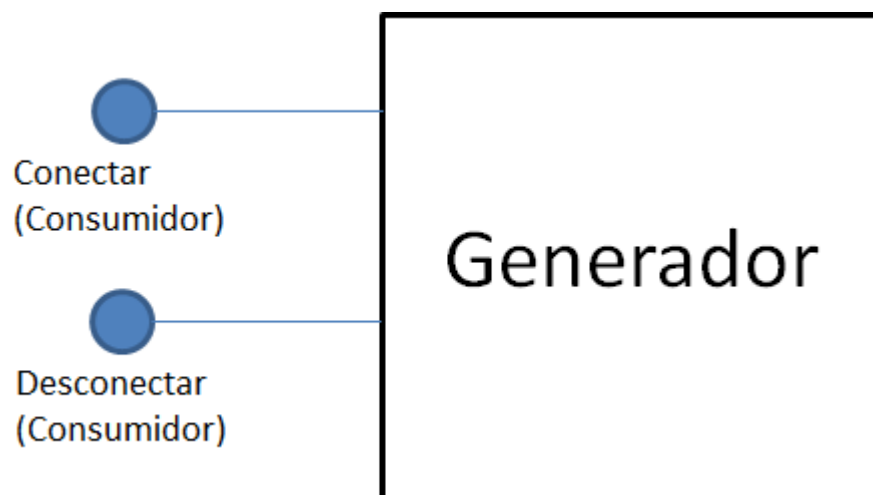 Conectar
(Consumidor)
Generador
Desconectar
(Consumidor)